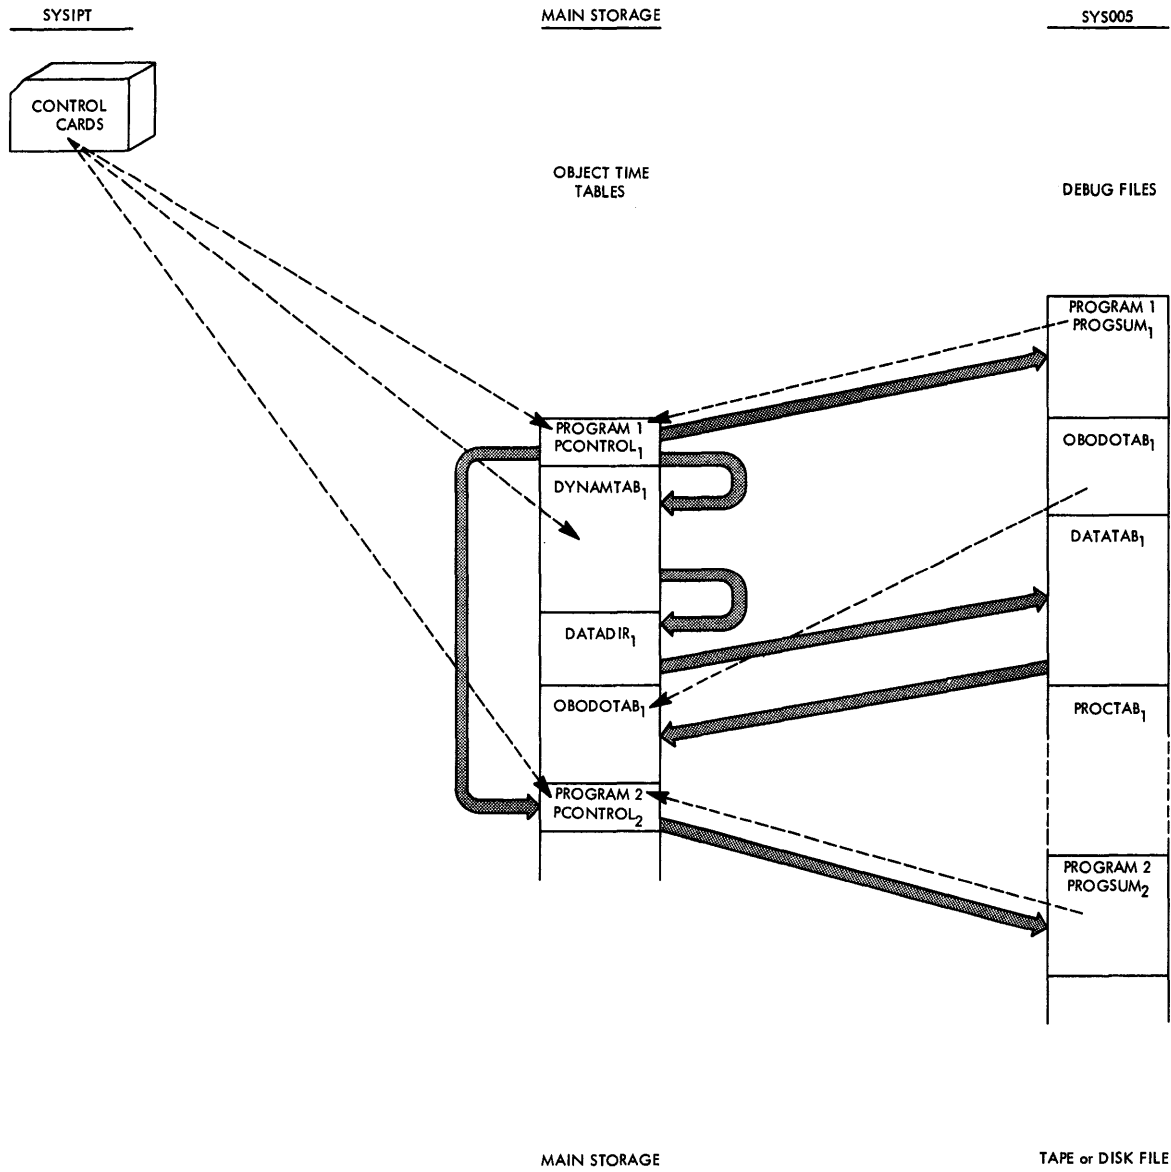 SYSIPT
MAIN STORAGE
SYS005
CONTROL
CARDS
OBJECT TIME
TABLES
DEBUG FILES
PROGRAM 1
PROGSUM₁
PROGRAM 1
PCONTROL₁
OBODOTAB₁
DYNAMTAB₁
DATATAB₁
DATADIR₁
OBODOTAB₁
PROCTAB₁
PROGRAM 2
PCONTROL₂
PROGRAM 2
PROGSUM₂
MAIN STORAGE
TAPE or DISK FILE